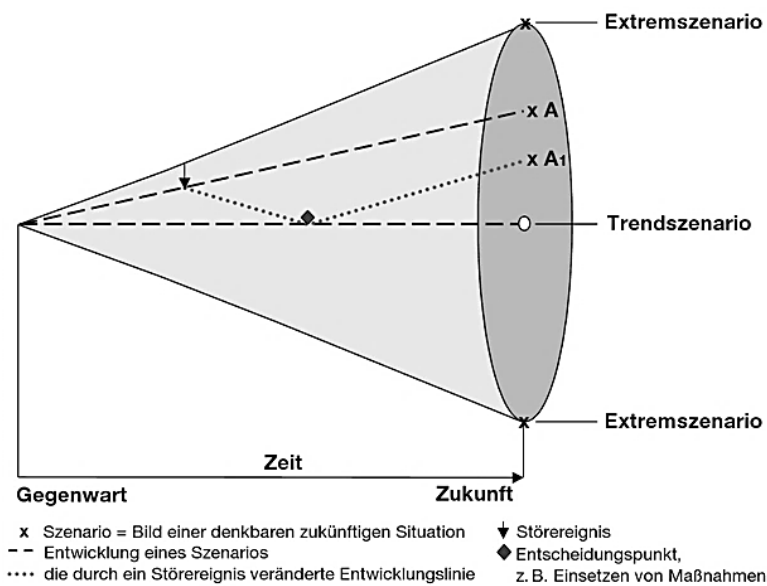 x Extremszenario
x A
x A₁
Trendszenario
x Extremszenario
Zeit
Gegenwart Zukunft
x Szenario = Bild einer denkbaren zukünftigen Situation
Entwicklung eines Szenarios
die durch ein Störereignis veränderte Entwicklungslinie
Störereignis
Entscheidungspunkt,
z. B. Einsetzen von Maßnahmen